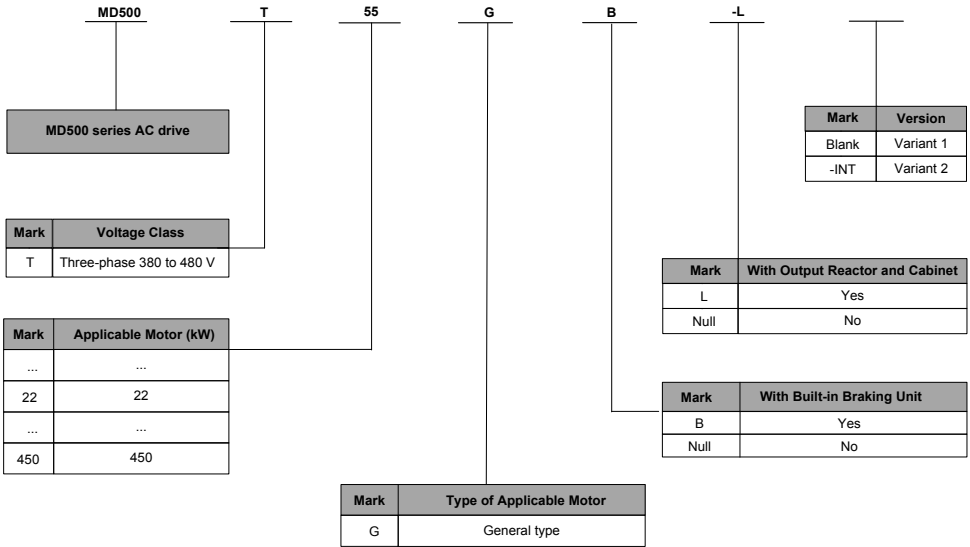 MD500 T 55 G B -L
MD500 series AC drive
Mark Version
Blank Variant 1
-INT Variant 2
Mark Voltage Class
T Three-phase 380 to 480 V
Mark With Output Reactor and Cabinet
L Yes
Null No
Mark Applicable Motor (kW)
... ...
22 22
... ...
450 450
Mark With Built-in Braking Unit
B Yes
Null No
Mark Type of Applicable Motor
G General type